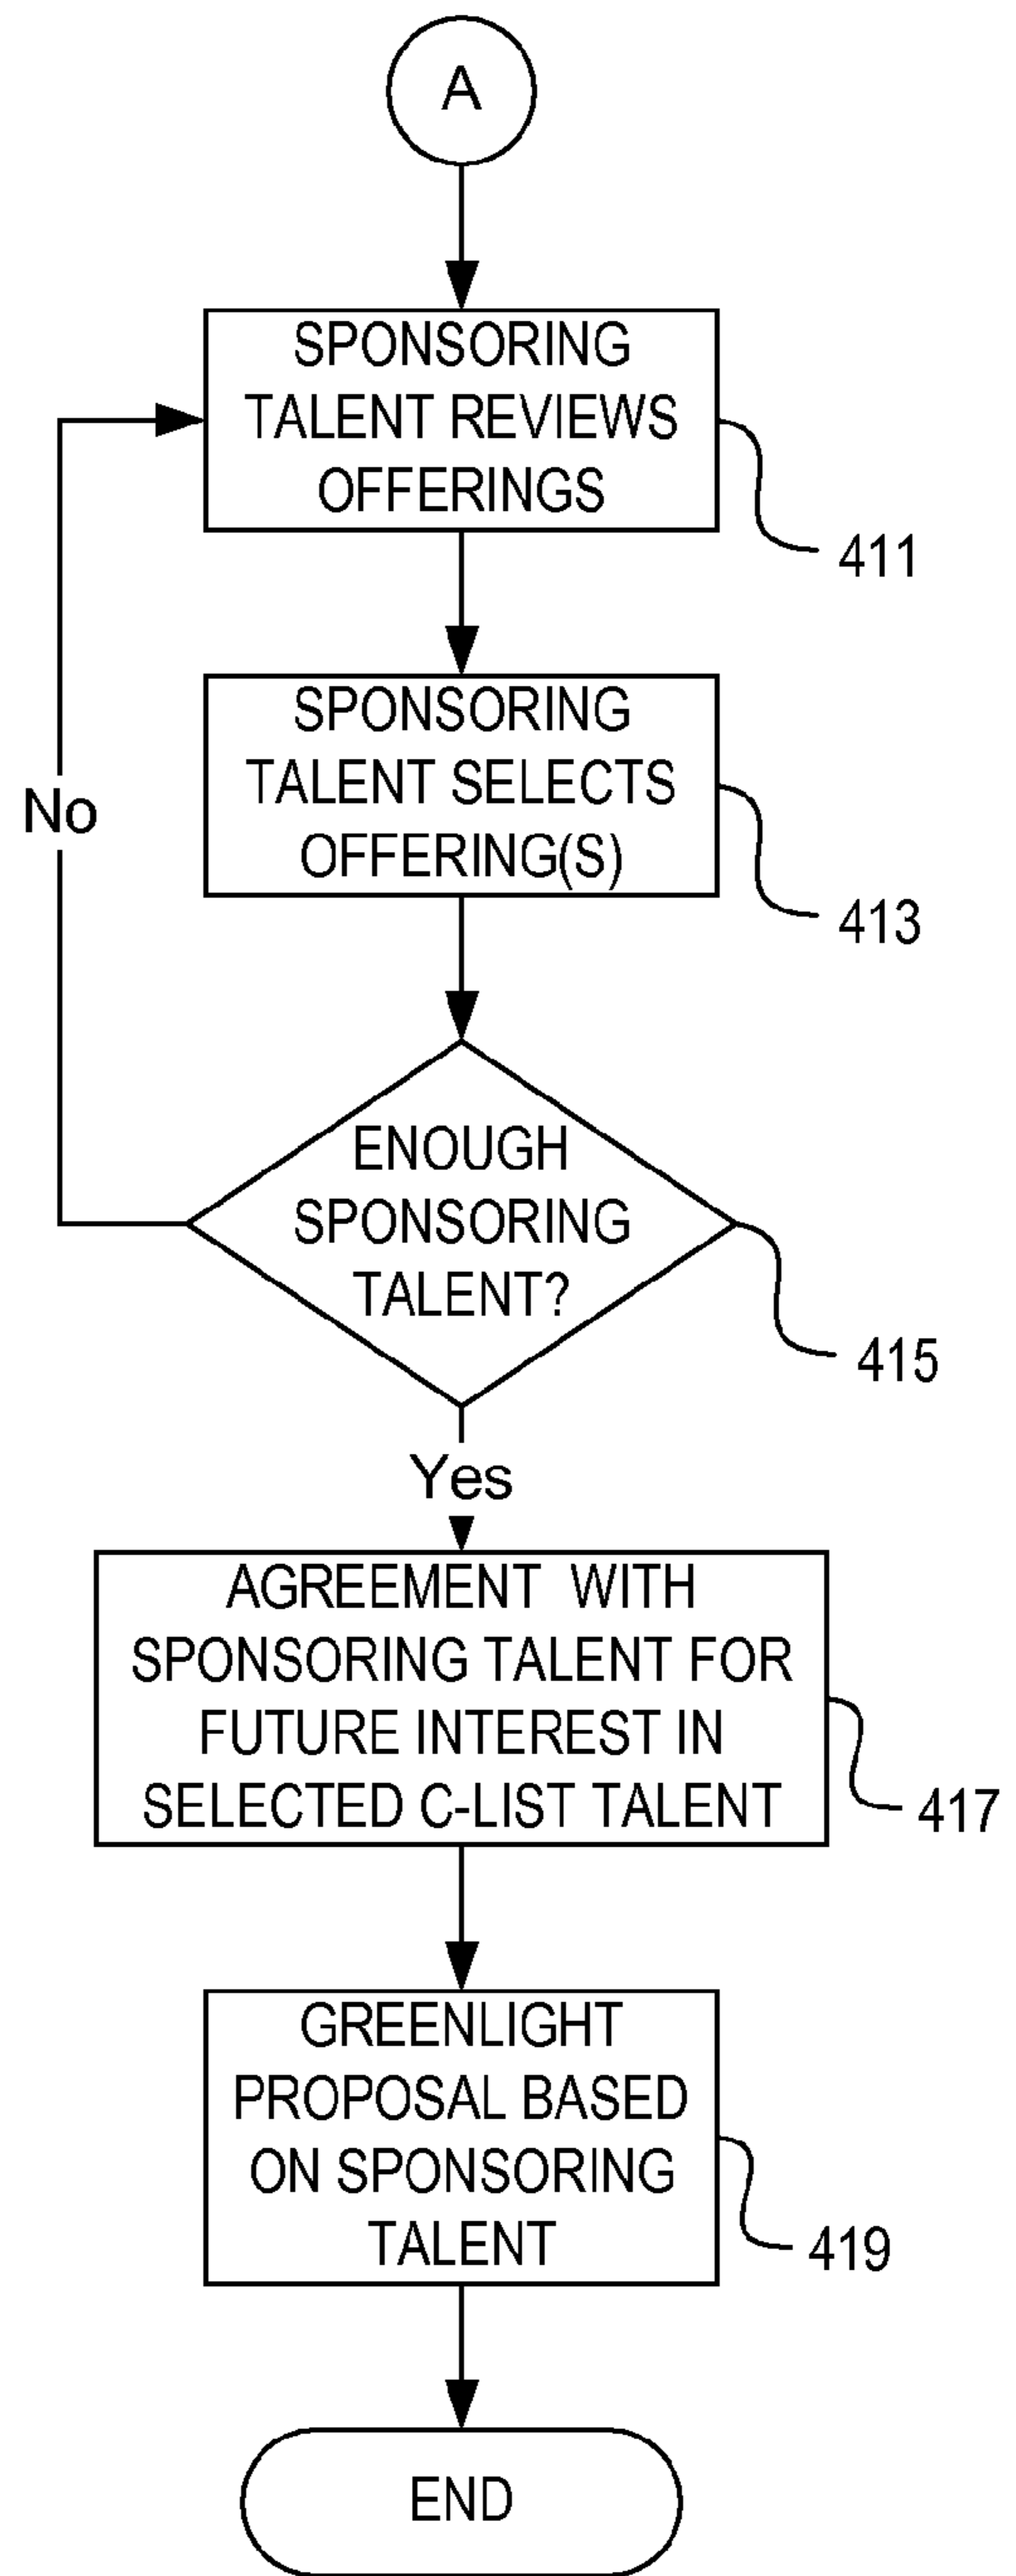 A
SPONSORING
TALENT REVIEWS
OFFERINGS
411
SPONSORING
TALENT SELECTS
OFFERING(S)
413
No
ENOUGH
SPONSORING
TALENT?
415
Yes
AGREEMENT WITH
SPONSORING TALENT FOR
FUTURE INTEREST IN
SELECTED C-LIST TALENT
417
GREENLIGHT
PROPOSAL BASED
ON SPONSORING
TALENT
419
END